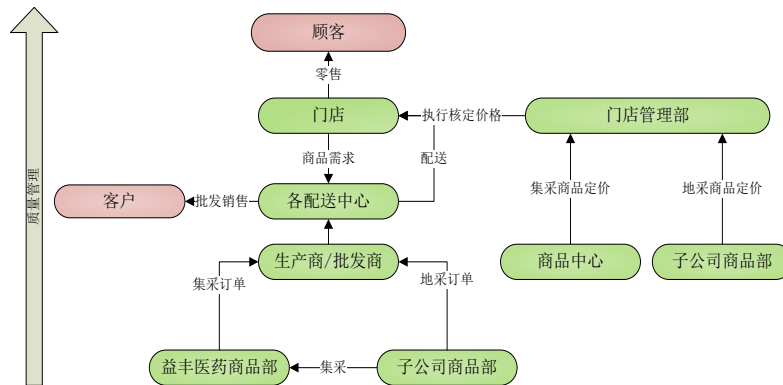 顾客
零售
门店
执行核定价格
门店管理部
商品需求
配送
质量管理
客户
批发销售
各配送中心
集采商品定价
地采商品定价
生产商/批发商
商品中心
子公司商品部
集采订单
地采订单
益丰医药商品部
集采
子公司商品部